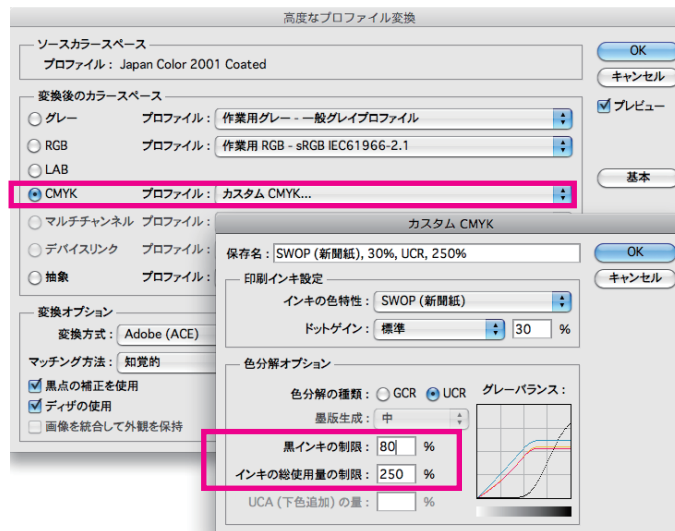 高度なプロファイル変換
ソースカラースペース
プロファイル： Japan Color 2001 Coated
OK
キャンセル
プレビュー
基本
変換後のカラースペース
グレー プロファイル： 作業用グレー - 一般グレイプロファイル
RGB プロファイル： 作業用 RGB - sRGB IEC61966-2.1
LAB
CMYK プロファイル： カスタム CMYK...
マルチチャンネル プロファイル：
デバイスリンク プロファイル：
抽象 プロファイル：
変換オプション
変換方式： Adobe (ACE)
マッチング方法： 知覚的
黒点の補正を使用
ディザの使用
画像を統合して外観を保持
カスタム CMYK
保存名： SWOP (新聞紙), 30%, UCR, 250%
OK
キャンセル
印刷インキ設定
インキの色特性： SWOP (新聞紙)
ドットゲイン： 標準 30 %
色分解オプション
色分解の種類： GCR UCR グレーバランス：
墨版生成： 中
黒インキの制限： 80 %
インキの総使用量の制限： 250 %
UCA (下色追加) の量： %